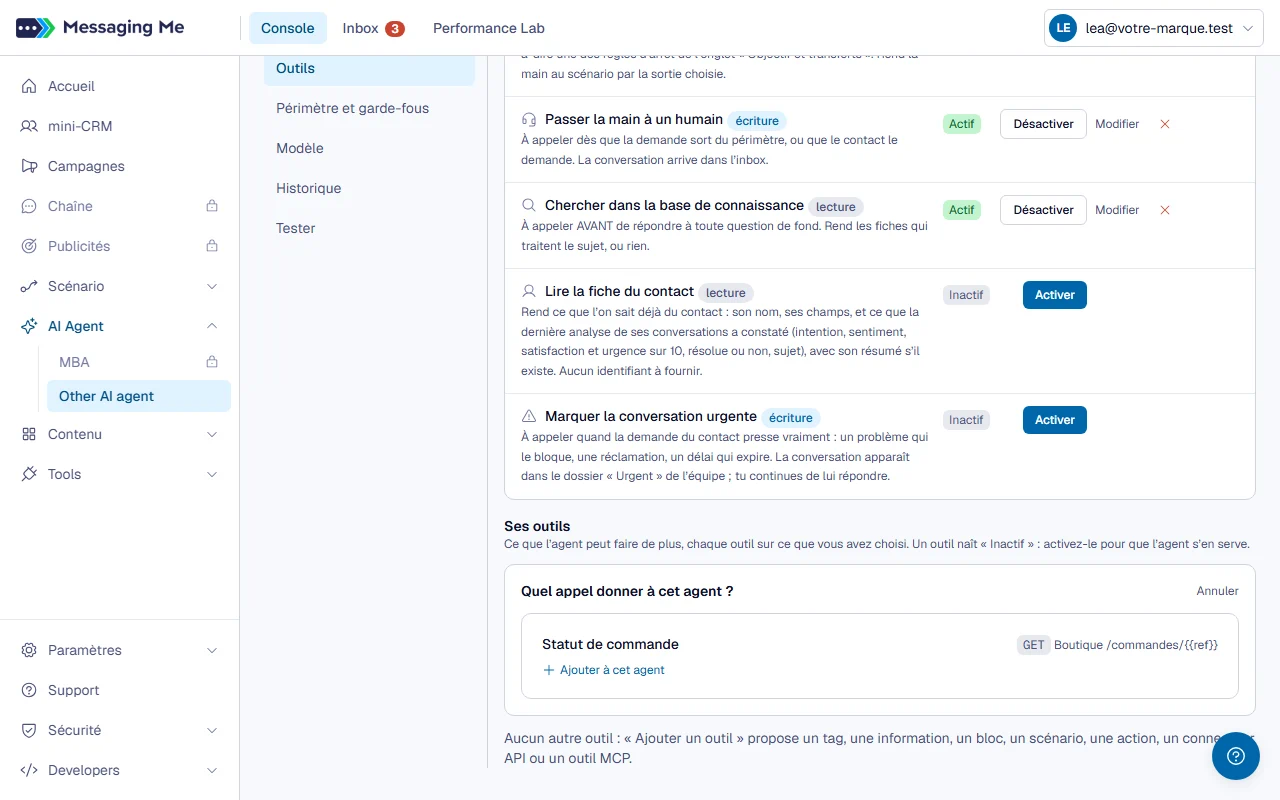 Messaging Me
Console
Inbox 3
Performance Lab
LE lea@votre-marque.test
Accueil
mini-CRM
Campagnes
Chaîne
Publicités
Scénario
AI Agent
MBA
Other AI agent
Contenu
Tools
Paramètres
Support
Sécurité
Developers
Outils
Périmètre et garde-fous
Modèle
Historique
Tester
main au scénario par la sortie choisie.
Passer la main à un humain écriture
À appeler dès que la demande sort du périmètre, ou que le contact le
demande. La conversation arrive dans l'inbox.
Actif Désactiver Modifier
Chercher dans la base de connaissance lecture
À appeler AVANT de répondre à toute question de fond. Rend les fiches qui
traitent le sujet, ou rien.
Actif Désactiver Modifier
Lire la fiche du contact lecture
Rend ce que l'on sait déjà du contact : son nom, ses champs, et ce que la
dernière analyse de ses conversations a constaté (intention, sentiment,
satisfaction et urgence sur 10, résolue ou non, sujet), avec son résumé s'il
existe. Aucun identifiant à fournir.
Inactif Activer
Marquer la conversation urgente écriture
À appeler quand la demande du contact presse vraiment : un problème qui
le bloque, une réclamation, un délai qui expire. La conversation apparaît
dans le dossier « Urgent » de l'équipe ; tu continues de lui répondre.
Inactif Activer
Ses outils
Ce que l'agent peut faire de plus, chaque outil sur ce que vous avez choisi. Un outil naît « Inactif » : activez-le pour que l'agent s'en serve.
Quel appel donner à cet agent ?
Annuler
Statut de commande
GET Boutique /commandes/{{ref}}
+ Ajouter à cet agent
Aucun autre outil : « Ajouter un outil » propose un tag, une information, un bloc, un scénario, une action, un
API ou un outil MCP.